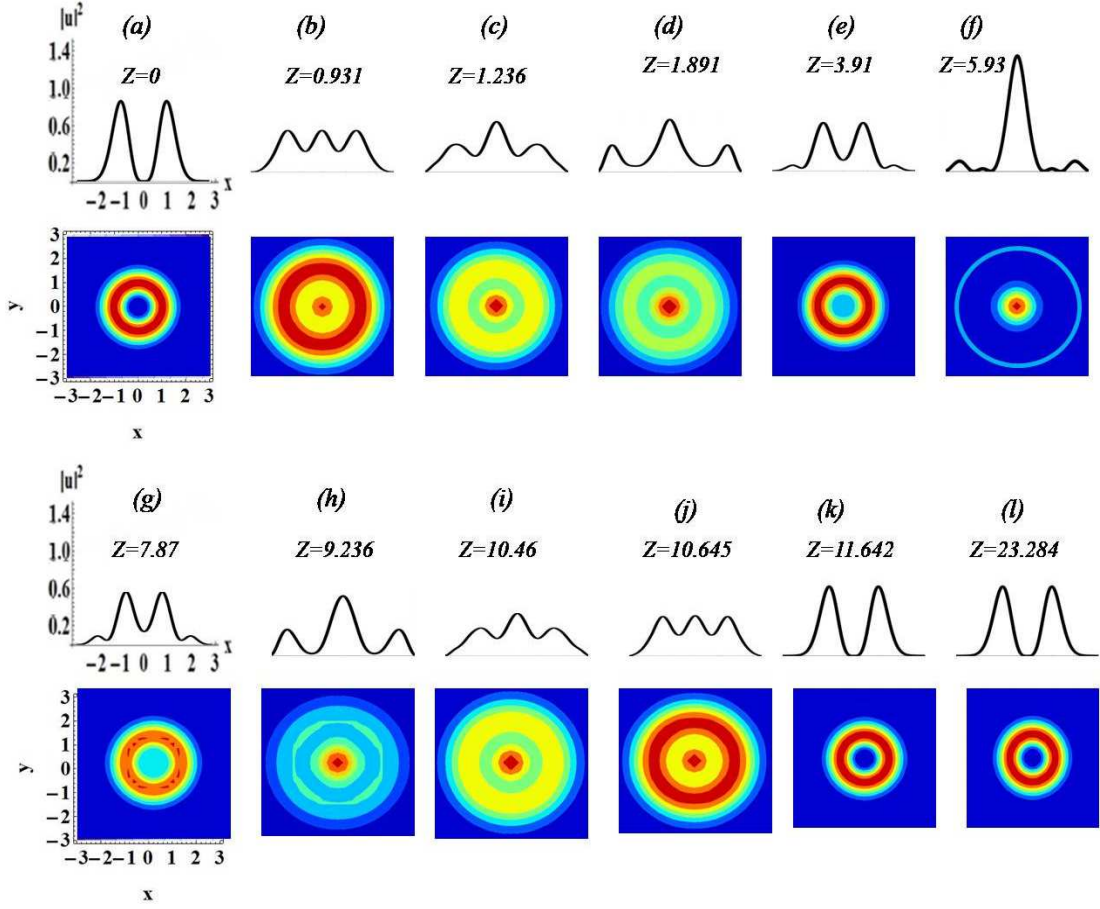 |u|²
(a) (b) (c) (d) (e) (f)
1.4
Z=0 Z=0.931 Z=1.236 Z=1.891 Z=3.91 Z=5.93
1.0
0.6
0.2
x
−2 −1 0 1 2 3
3
2
1
y 0
−1
−2
−3
−3 −2 −1 0 1 2 3
x
|u|²
(g) (h) (i) (j) (k) (l)
1.4
Z=7.87 Z=9.236 Z=10.46 Z=10.645 Z=11.642 Z=23.284
1.0
0.6
0.2
x
−2 −1 0 1 2 3
3
2
1
y 0
−1
−2
−3
−3 −2 −1 0 1 2 3
x